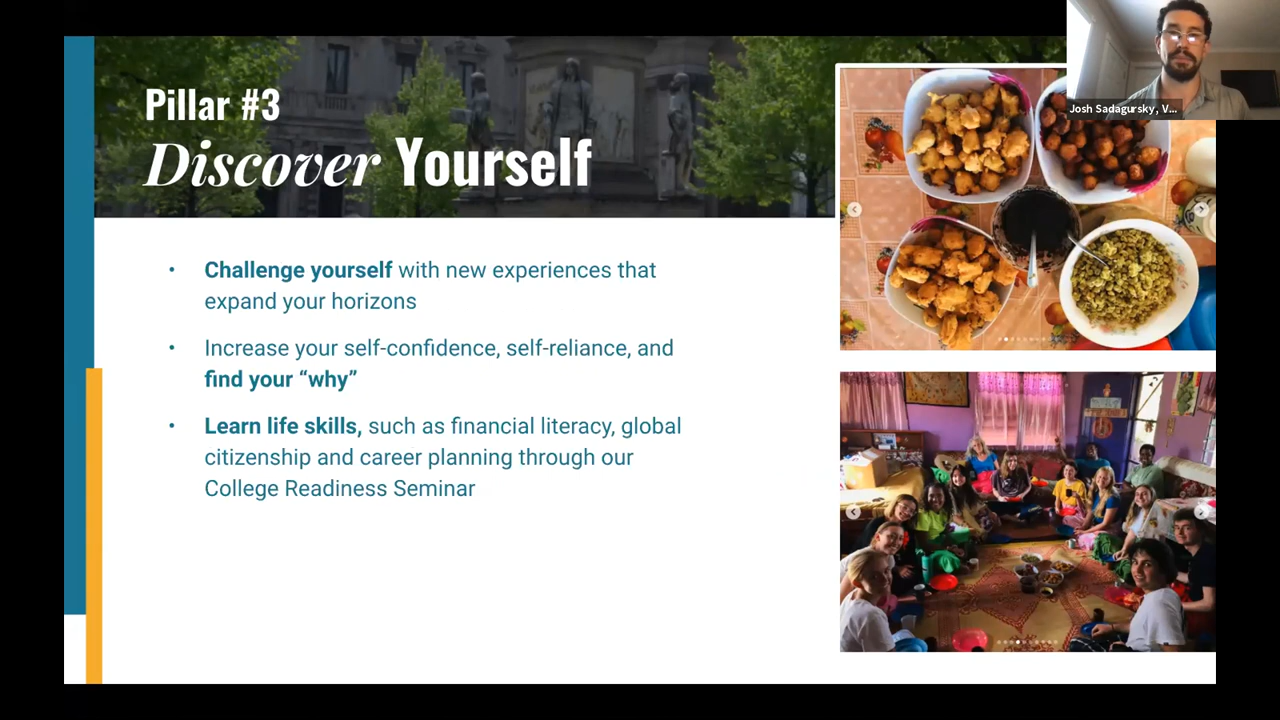 Pillar #3
Discover Yourself
Josh Sadagursky, V...
• Challenge yourself with new experiences that
expand your horizons
• Increase your self-confidence, self-reliance, and
find your “why”
• Learn life skills, such as financial literacy, global
citizenship and career planning through our
College Readiness Seminar